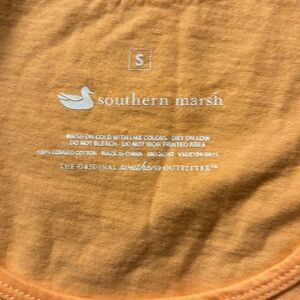 S
southern marsh
WASH ON COLD WITH LIKE COLORS - DRY ON LOW
DO NOT BLEACH - DO NOT IRON PRINTED AREA
100% COMBED COTTON MADE IN CHINA
THE ORIGINAL southern OUTFITTER™